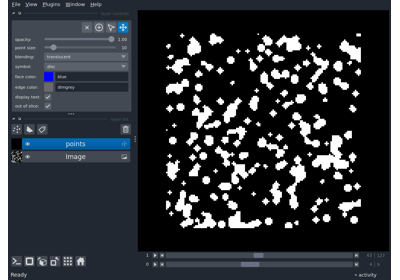 File View Plugins Window Help
opacity: 1.00
point size: 10
blending: translucent
symbol: disc
face color: blue
edge color: dimgrey
display text:
out of slice:
points
Image
1
0
Ready
activity